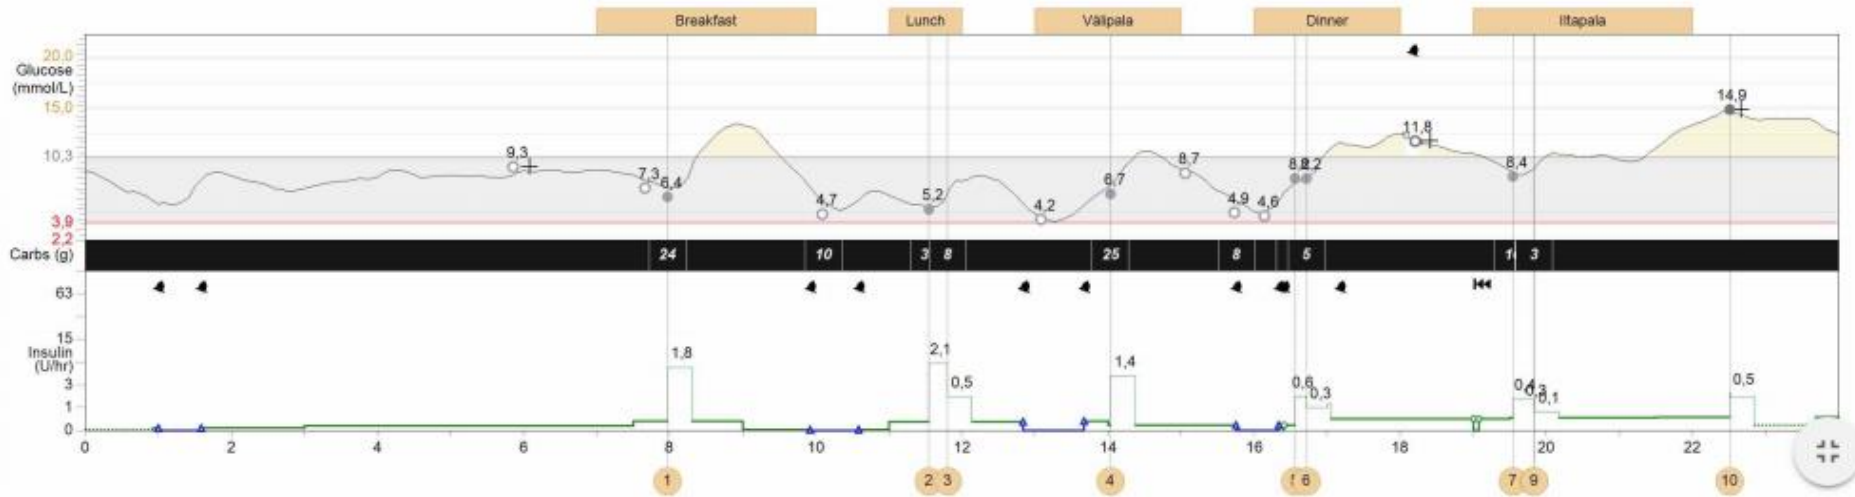 Breakfast Lunch Välipala Dinner Iltapala
20,0
Glucose
(mmol/L)
15,0
10,3
3,9
2,2
9,3 7,3 6,4 4,7 5,2 4,2 6,7 8,7 4,9 4,6 8,2 11,8 8,4 14,9
Carbs (g) 24 10 3 8 25 8 5 3
63
15
Insulin
(U/hr)
3
1
0
1,8 2,1 0,5 1,4 0,6 0,3 0,4 0,1 0,5
0 2 4 6 8 10 12 14 16 18 20 22
1 2 3 4 6 7 9 10